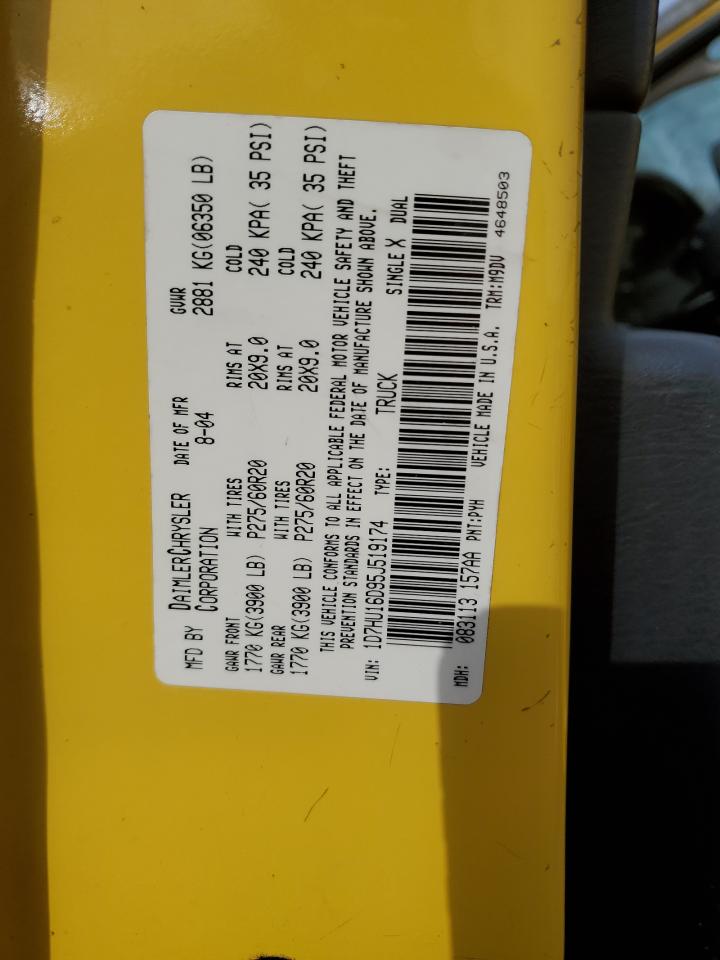 MFD BY DAIMLERCHRYSLER CORPORATION DATE OF MFR 8-04 GVWR 2881 KG(06350 LB)
GAWR FRONT WITH TIRES RIMS AT COLD
1770 KG(3900 LB) P275/60R20 20X9.0 240 KPA( 35 PSI)
GAWR REAR WITH TIRES RIMS AT COLD
1770 KG(3900 LB) P275/60R20 20X9.0 240 KPA( 35 PSI)
THIS VEHICLE CONFORMS TO ALL APPLICABLE FEDERAL MOTOR VEHICLE SAFETY AND THEFT
PREVENTION STANDARDS IN EFFECT ON THE DATE OF MANUFACTURE SHOWN ABOVE.
VIN: 1D7HU16D95J519174 TYPE: TRUCK SINGLE X DUAL
MDH: 083113 157AA PNT:PYH VEHICLE MADE IN U.S.A. TRM:M9DV 4648503